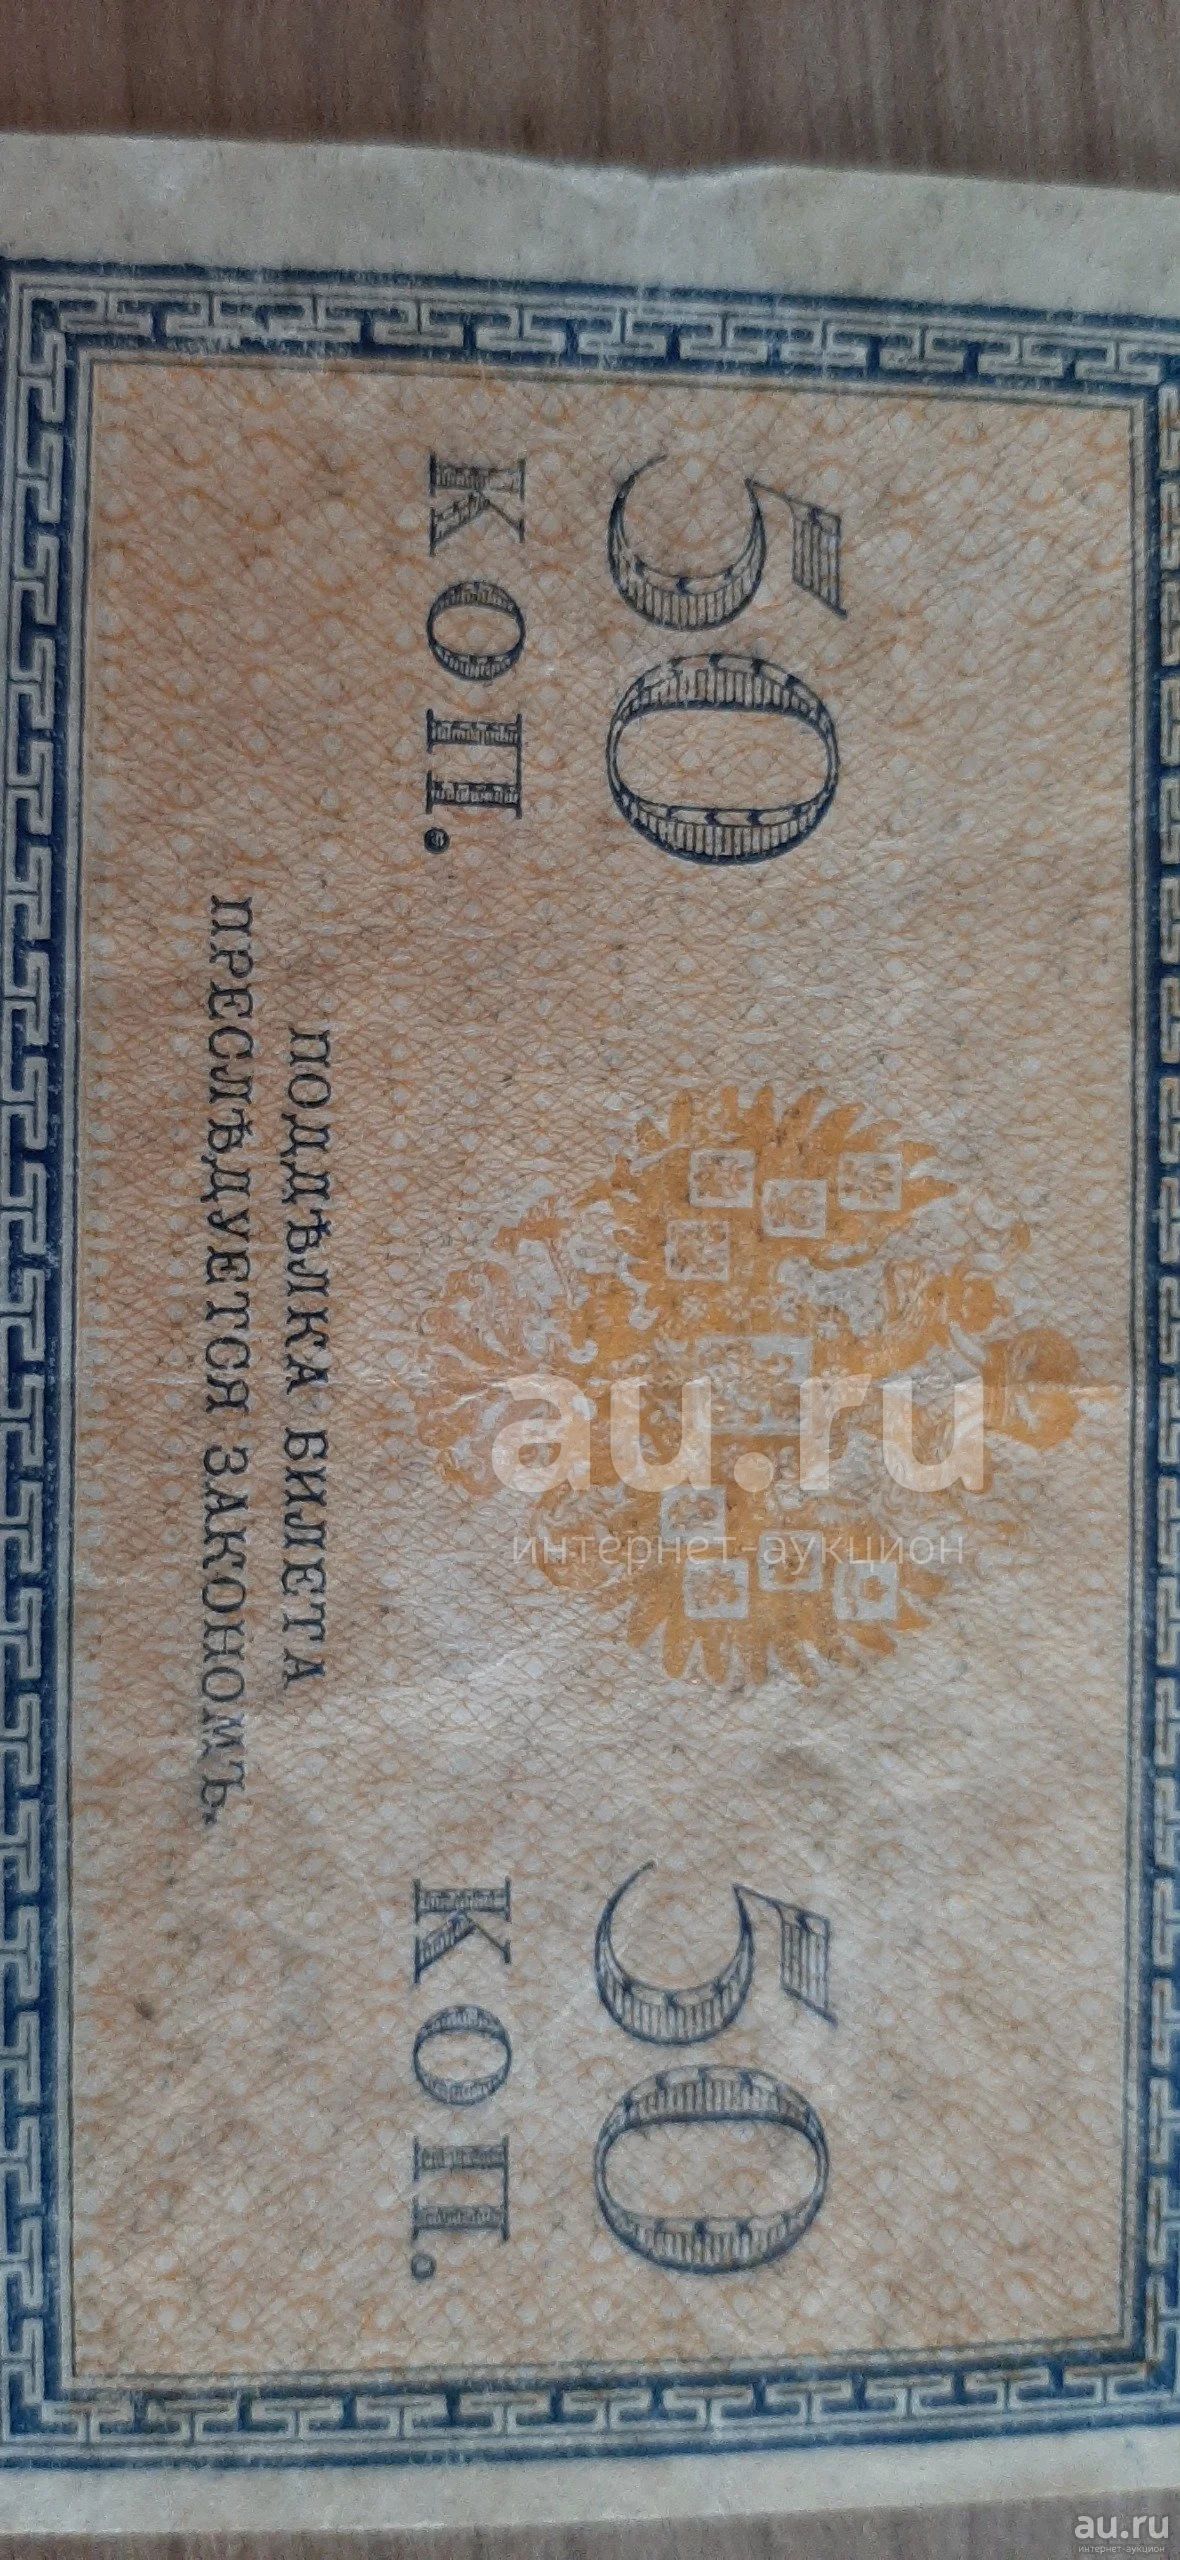 50 50
КОП. КОП.
ПОДДѢЛКА БИЛЕТА
ПРЕСЛѢДУЕТСЯ ЗАКОНОМЪ.
au.ru
интернет-аукцион
au.ru
интернет-аукцион